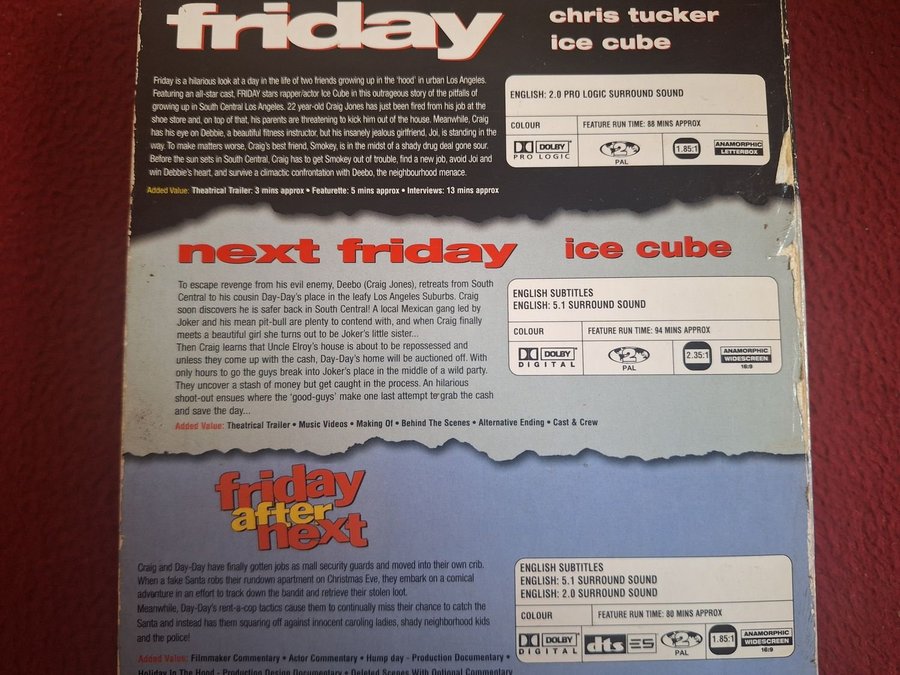 friday
chris tucker
ice cube
Friday is a hilarious look at a day in the life of two friends growing up in the 'hood' in urban Los Angeles.
Featuring an all-star cast, FRIDAY stars rapper/actor Ice Cube in this outrageous story of the pitfalls of
growing up in South Central Los Angeles. 22 year-old Craig Jones has just been fired from his job at the
shoe store and, on top of that, his parents are threatening to kick him out of the house. Meanwhile, Craig
has his eye on Debbie, a beautiful fitness instructor, but his insanely jealous girlfriend, Joi, is standing in the
way. To make matters worse, Craig's best friend, Smokey, is in the midst of a shady drug deal gone sour.
Before the sun sets in South Central, Craig has to get Smokey out of trouble, find a new job, avoid Joi and
win Debbie's heart, and survive a climactic confrontation with Deebo, the neighbourhood menace.
Added Value: Theatrical Trailer: 3 mins approx • Featurette: 5 mins approx • Interviews: 13 mins approx
ENGLISH: 2.0 PRO LOGIC SURROUND SOUND
COLOUR FEATURE RUN TIME: 88 MINS APPROX
DOLBY
PRO LOGIC
2
PAL
1.85:1
ANAMORPHIC
LETTERBOX
next friday
ice cube
To escape revenge from his evil enemy, Deebo (Craig Jones), retreats from South
Central to his cousin Day-Day's place in the leafy Los Angeles Suburbs. Craig
soon discovers he is safer back in South Central! A local Mexican gang led by
Joker and his mean pit-bull are plenty to contend with, and when Craig finally
meets a beautiful girl she turns out to be Joker's little sister...
Then Craig learns that Uncle Elroy's house is about to be repossessed and
unless they come up with the cash, Day-Day's home will be auctioned off. With
only hours to go the guys break into Joker's place in the middle of a wild party.
They uncover a stash of money but get caught in the process. An hilarious
shoot-out ensues where the 'good-guys' make one last attempt to grab the cash
and save the day...
Added Value: Theatrical Trailer • Music Videos • Making Of • Behind The Scenes • Alternative Ending • Cast & Crew
ENGLISH SUBTITLES
ENGLISH: 5.1 SURROUND SOUND
COLOUR FEATURE RUN TIME: 94 MINS APPROX
DOLBY
DIGITAL
2
PAL
2.35:1
ANAMORPHIC
WIDESCREEN
16:9
friday
after
next
Craig and Day-Day have finally gotten jobs as mall security guards and moved into their own crib.
When a fake Santa robs their rundown apartment on Christmas Eve, they embark on a comical
adventure in an effort to track down the bandit and retrieve their stolen loot.
Meanwhile, Day-Day's rent-a-cop tactics cause them to continually miss their chance to catch the
Santa and instead has them squaring off against innocent caroling ladies, shady neighborhood kids
and the police!
Added Value: Filmmaker Commentary • Actor Commentary • Hump day - Production Documentary •
Holiday In The Hood - Production Design Documentary • Deleted Scenes With Optional Commentary
ENGLISH SUBTITLES
ENGLISH: 5.1 SURROUND SOUND
ENGLISH: 2.0 SURROUND SOUND
COLOUR FEATURE RUN TIME: 80 MINS APPROX
DOLBY
DIGITAL
dts ES
2
PAL
1.85:1
ANAMORPHIC
WIDESCREEN
16:9